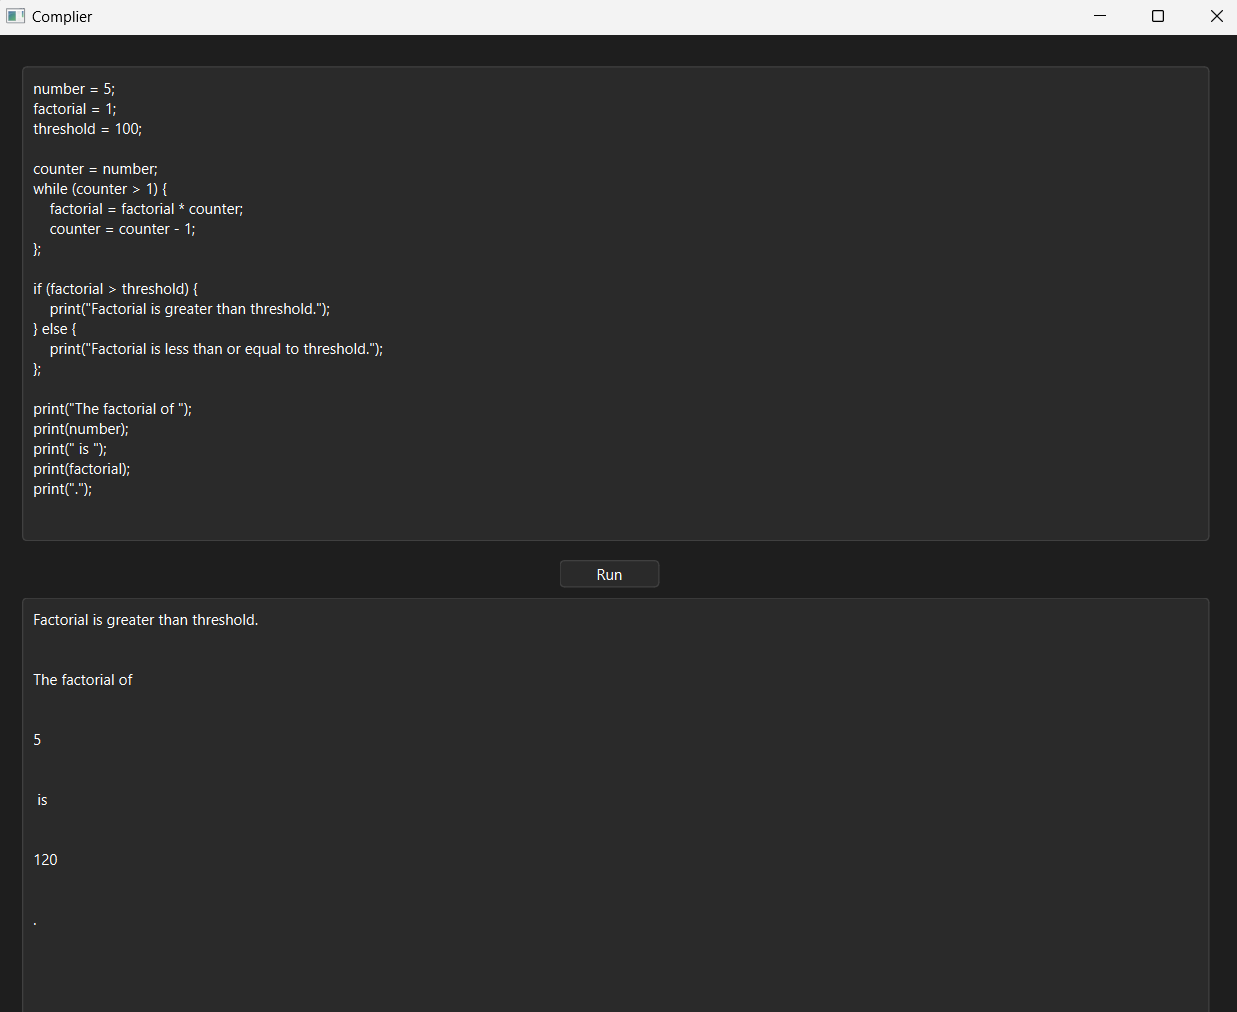 Complier
number = 5;
factorial = 1;
threshold = 100;
counter = number;
while (counter > 1) {
    factorial = factorial * counter;
    counter = counter - 1;
};
if (factorial > threshold) {
    print("Factorial is greater than threshold.");
} else {
    print("Factorial is less than or equal to threshold.");
};
print("The factorial of ");
print(number);
print(" is ");
print(factorial);
print(".");
Run
Factorial is greater than threshold.
The factorial of
5
 is
120
.